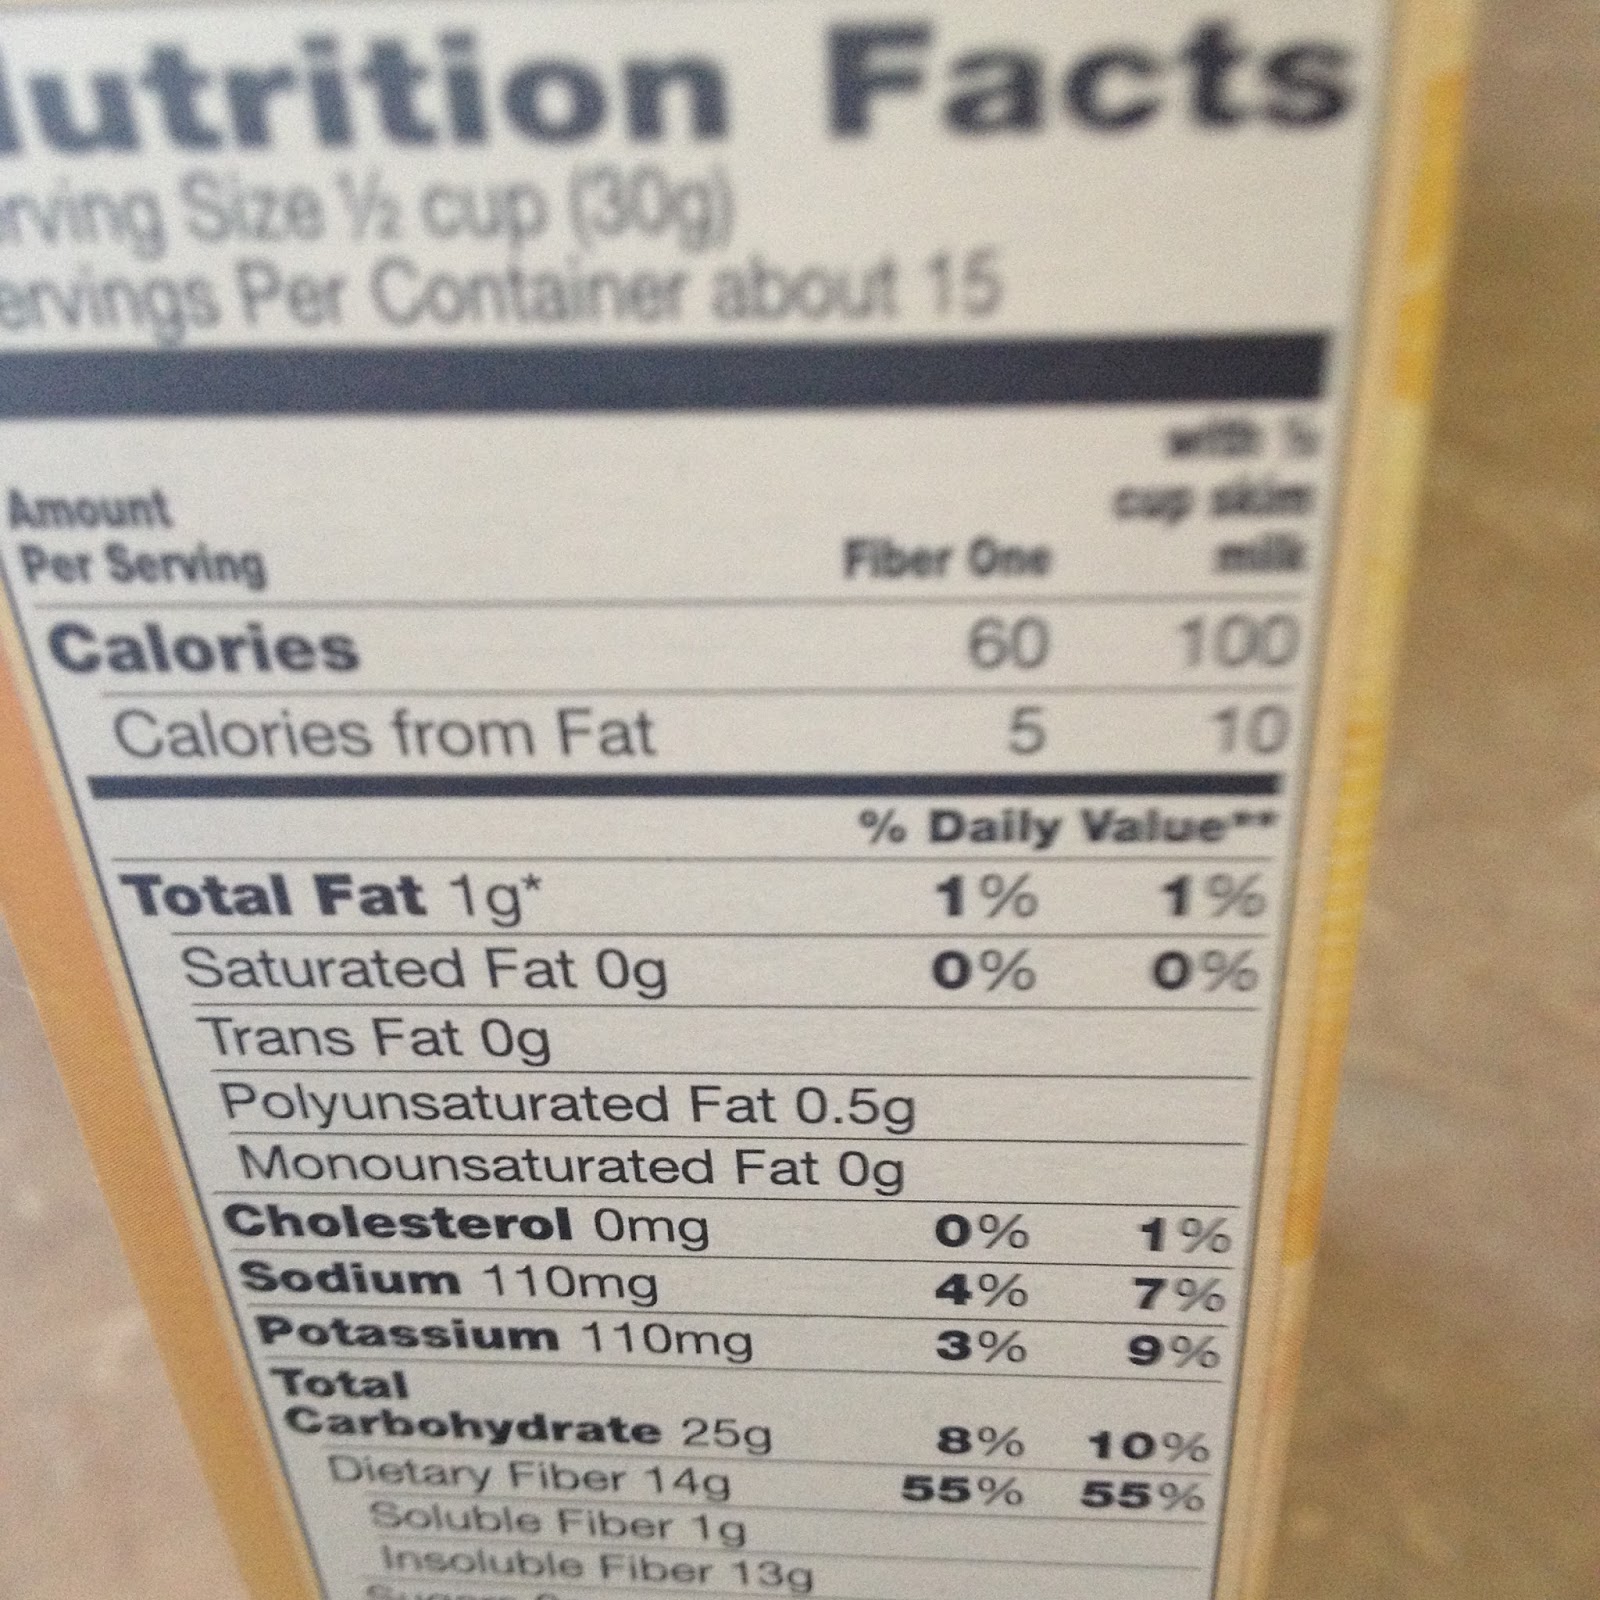 utrition Facts
rving Size ½ cup (30g)
ervings Per Container about 15
with ½
cup skim
milk
Amount
Per Serving
Fiber One
Calories 60 100
Calories from Fat 5 10
% Daily Value**
Total Fat 1g* 1% 1%
Saturated Fat 0g 0% 0%
Trans Fat 0g
Polyunsaturated Fat 0.5g
Monounsaturated Fat 0g
Cholesterol 0mg 0% 1%
Sodium 110mg 4% 7%
Potassium 110mg 3% 9%
Total
Carbohydrate 25g 8% 10%
Dietary Fiber 14g 55% 55%
Soluble Fiber 1g
Insoluble Fiber 13g